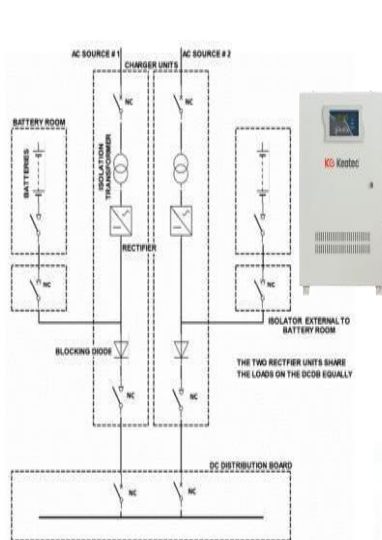 AC SOURCE # 1
AC SOURCE # 2
CHARGER UNITS
NC
NC
BATTERY ROOM
BATTERIES
ISOLATION
TRANSFORMER
KG Keatec
RECTIFIER
NC
NC
ISOLATOR EXTERNAL TO
BATTERY ROOM
BLOCKING DIODE
THE TWO RECTFIER UNITS SHARE
THE LOADS ON THE DCDB EQUALLY
NC
NC
DC DISTRIBUTION BOARD
NC
NC